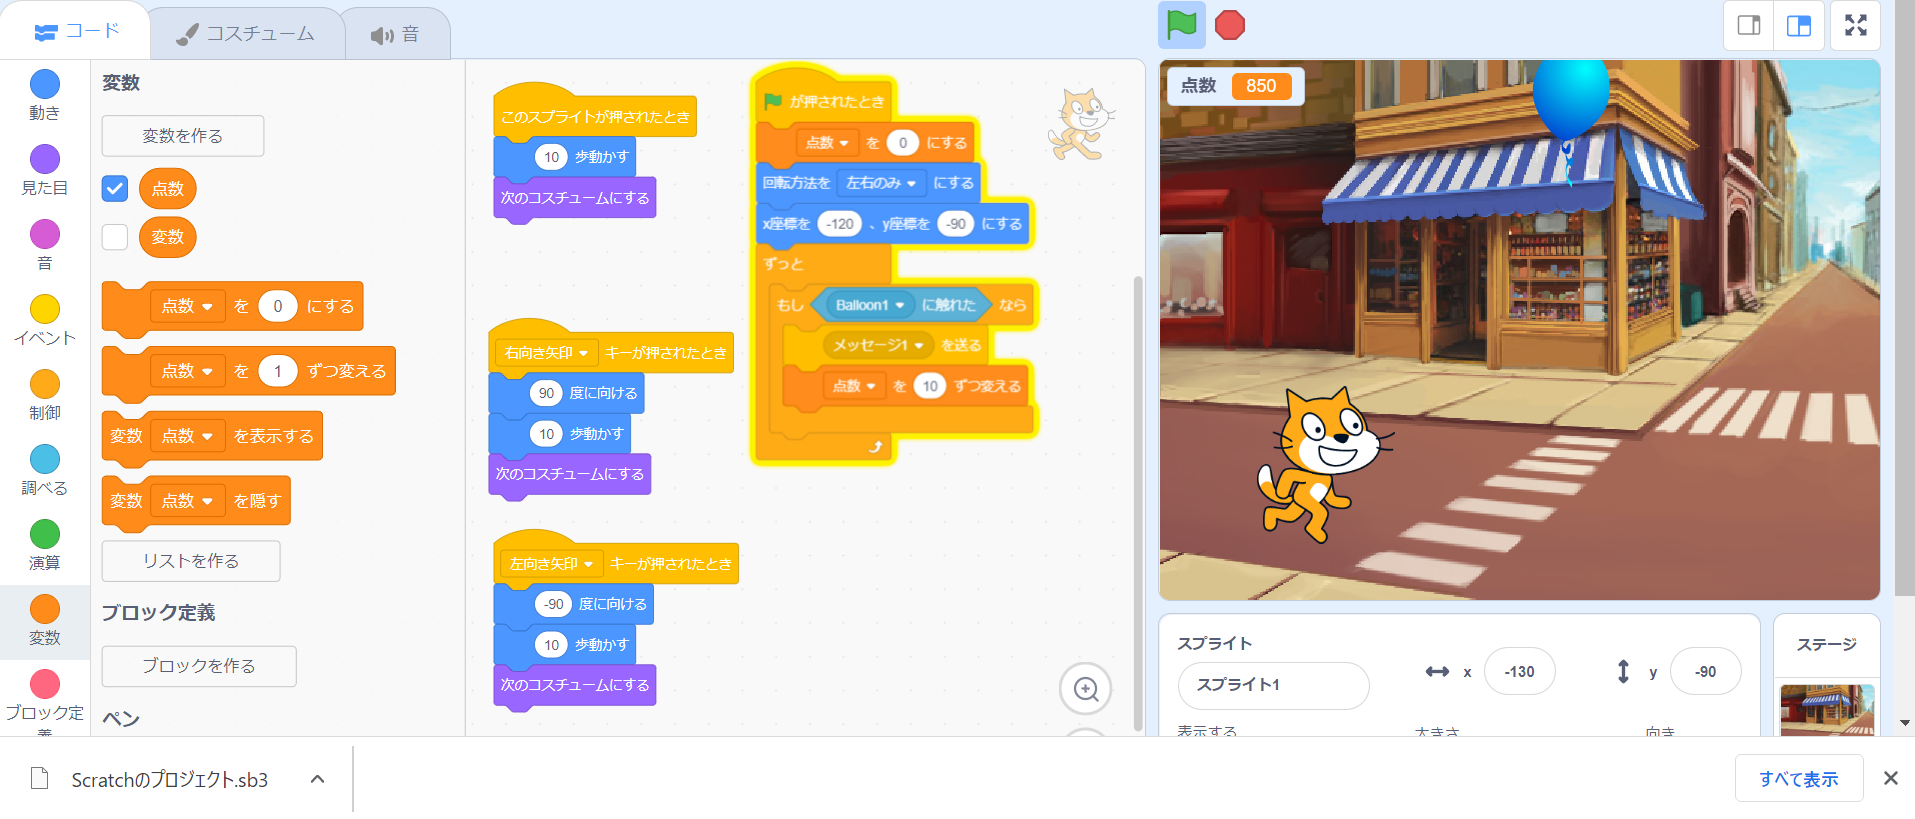 コード
コスチューム
音
動き
見た目
音
イベント
制御
調べる
演算
変数
ブロック定
義
変数
変数を作る
点数
変数
点数 を 0 にする
点数 を 1 ずつ変える
変数 点数 を表示する
変数 点数 を隠す
リストを作る
ブロック定義
ブロックを作る
ペン
このスプライトが押されたとき
10 歩動かす
次のコスチュームにする
右向き矢印 キーが押されたとき
90 度に向ける
10 歩動かす
次のコスチュームにする
左向き矢印 キーが押されたとき
-90 度に向ける
10 歩動かす
次のコスチュームにする
が押されたとき
点数 を 0 にする
回転方法を 左右のみ にする
x座標を -120 、y座標を -90 にする
ずっと
もし Balloon1 に触れた なら
メッセージ1 を送る
点数 を 10 ずつ変える
点数 850
スプライト
スプライト1
x -130
y -90
表示する
大きさ
向き
ステージ
Scratchのプロジェクト.sb3
すべて表示